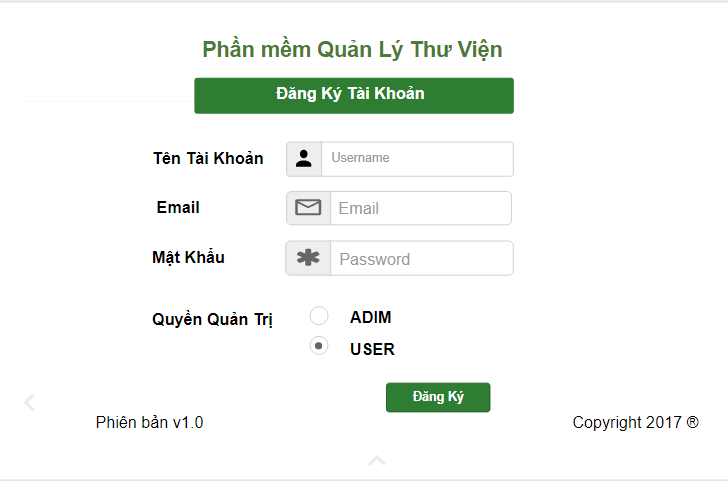 Phần mềm Quản Lý Thư Viện
Đăng Ký Tài Khoản
Tên Tài Khoản Username
Email Email
Mật Khẩu Password
Quyền Quản Trị ADIM
USER
Đăng Ký
Phiên bản v1.0 Copyright 2017 ®